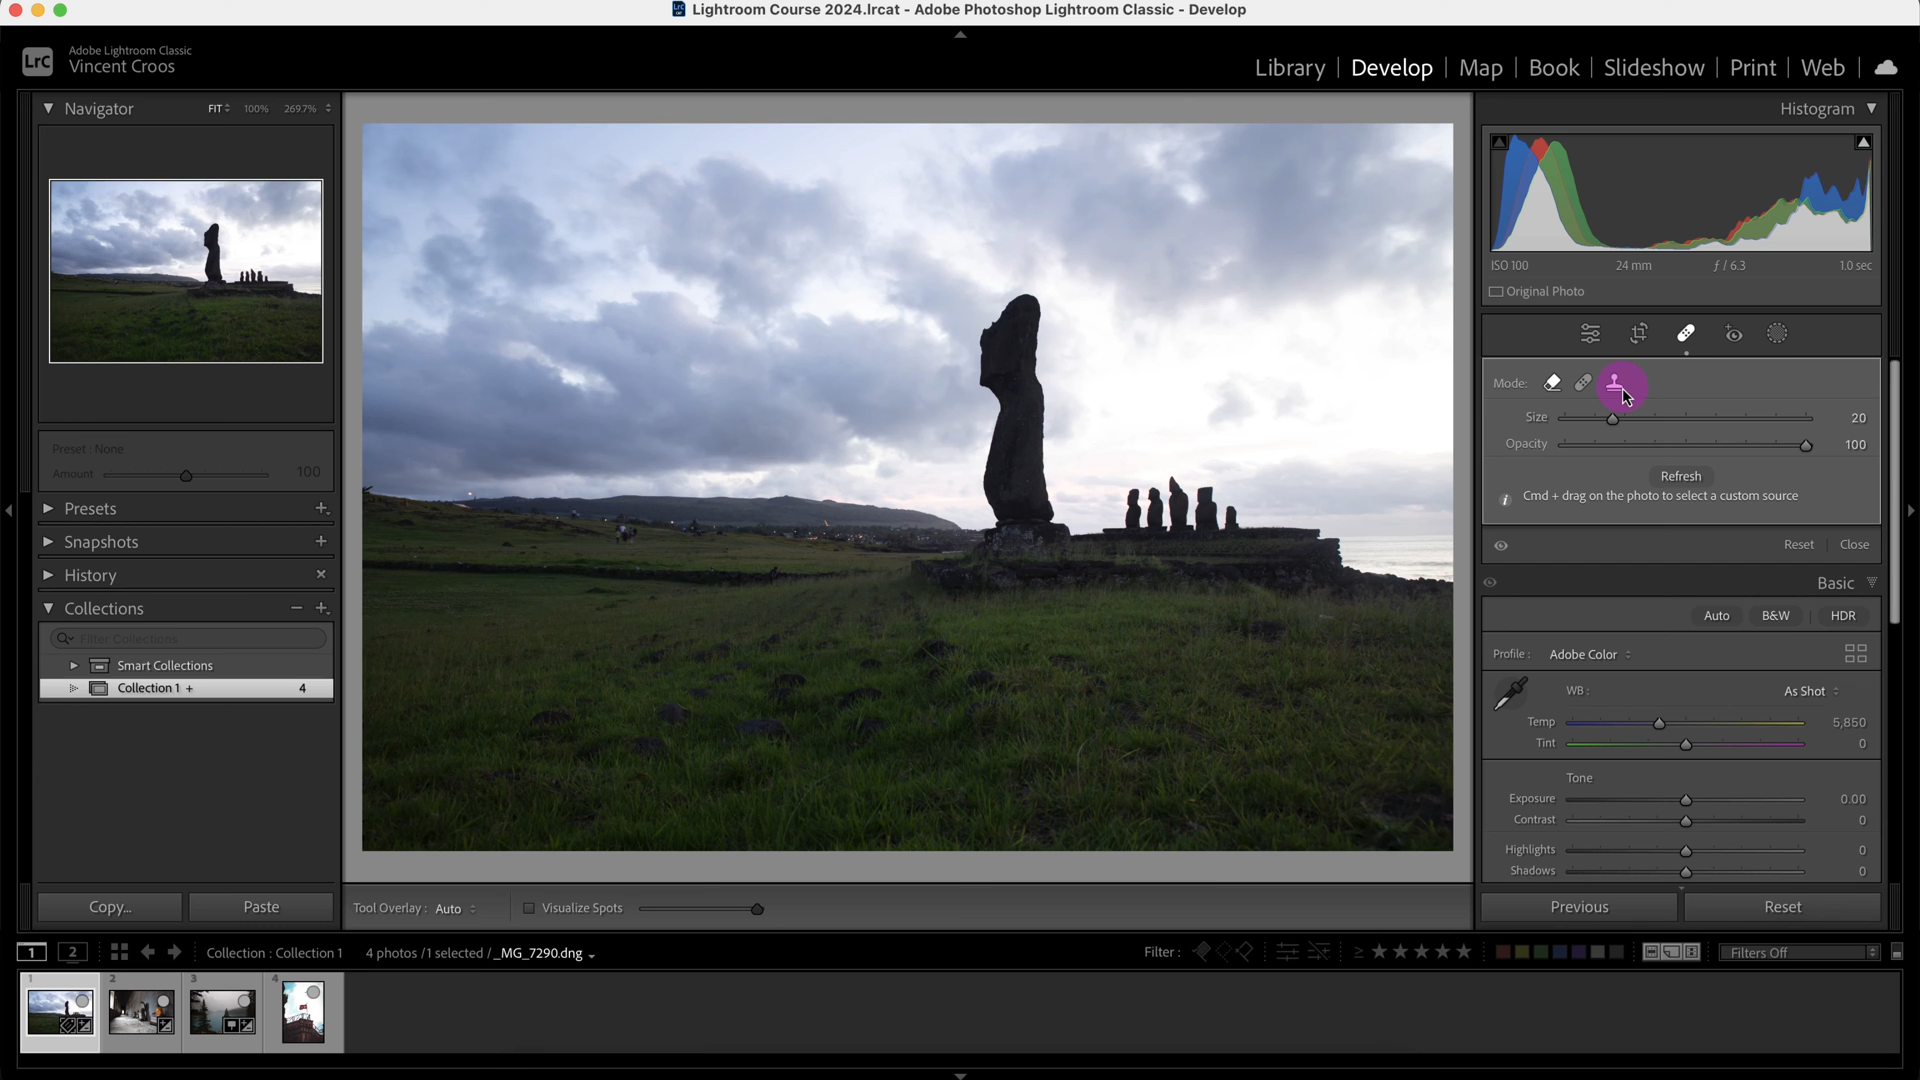 Lightroom Course 2024.lrcat - Adobe Photoshop Lightroom Classic - Develop
LrC
Adobe Lightroom Classic
Vincent Croos
Library | Develop | Map | Book | Slideshow | Print | Web
Navigator FIT 100% 269.7%
Histogram
ISO 100 24 mm ƒ / 6.3 1.0 sec
Original Photo
Mode:
Size 20
Opacity 100
Refresh
Cmd + drag on the photo to select a custom source
Reset Close
Basic
Auto B&W HDR
Profile : Adobe Color
WB : As Shot
Temp 5,850
Tint 0
Tone
Exposure 0.00
Contrast 0
Highlights 0
Shadows 0
Previous Reset
Preset : None
Amount 100
Presets
Snapshots
History
Collections
Filter Collections
Smart Collections
Collection 1 + 4
Copy... Paste
Tool Overlay : Auto Visualize Spots
1 2 Collection : Collection 1 4 photos /1 selected / _MG_7290.dng Filter : ≥ ★★★★★ Filters Off
1 2 3 4